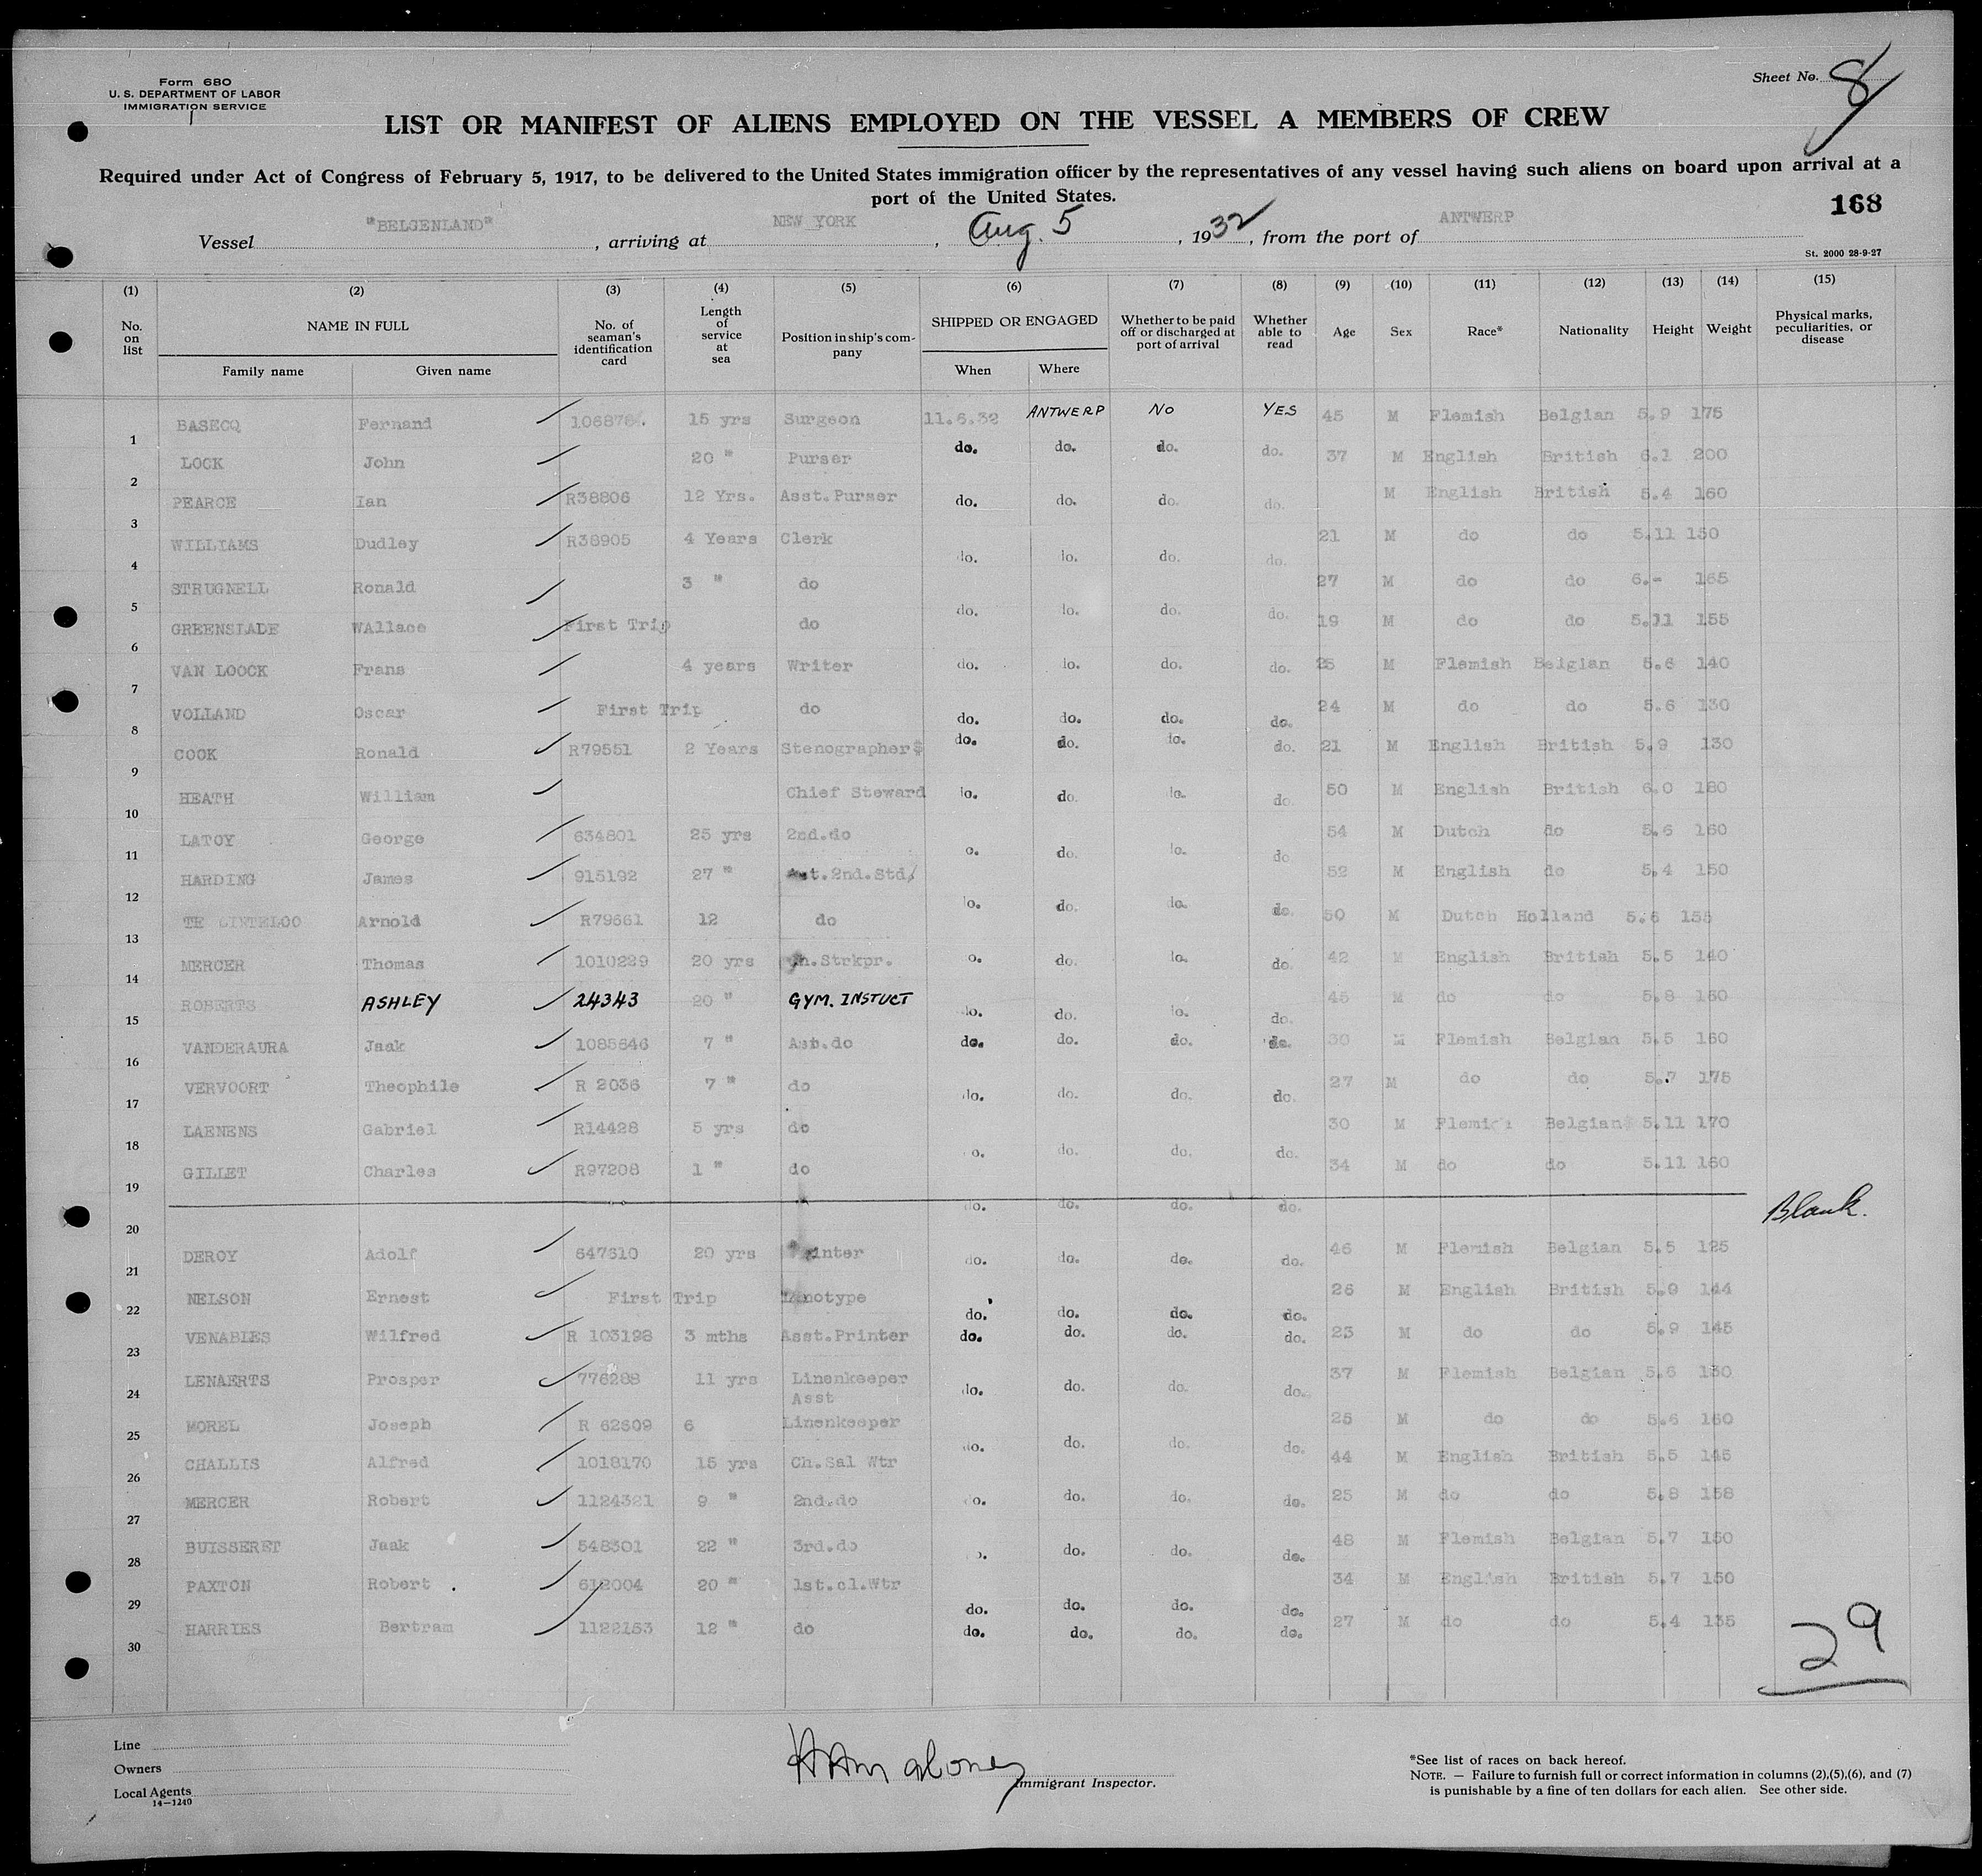 Form 680
U. S. DEPARTMENT OF LABOR
IMMIGRATION SERVICE
Sheet No. 8
LIST OR MANIFEST OF ALIENS EMPLOYED ON THE VESSEL A MEMBERS OF CREW
Required under Act of Congress of February 5, 1917, to be delivered to the United States immigration officer by the representatives of any vessel having such aliens on board upon arrival at a
port of the United States.
168
Vessel "BELGENLAND", arriving at NEW YORK, Aug. 5, 1932, from the port of ANTWERP
St. 2000 28-9-27
(1) (2) (3) (4) (5) (6) (7) (8) (9) (10) (11) (12) (13) (14) (15)
No. on list NAME IN FULL No. of seaman's identification card Length of service at sea Position in ship's company SHIPPED OR ENGAGED Whether to be paid off or discharged at port of arrival Whether able to read Age Sex Race* Nationality Height Weight Physical marks, peculiarities, or disease
Family name Given name When Where
1 BASECQ Fernand 106876 15 yrs Surgeon 11.6.32 ANTWERP NO YES 45 M Flemish Belgian 5.9 175
2 LOCK John 20 " Purser do. do. do. do. 37 M English British 6.1 200
3 PEARCE Ian R38806 12 Yrs. Asst.Purser do. do. do. do. M English British 5.4 160
4 WILLIAMS Dudley R38905 4 Years Clerk do. do. do. do. 21 M do do 5.11 150
5 STRUGNELL Ronald 3 " do do. do. do. do. 27 M do do 6.- 165
6 GREENSLADE WAllace First Trip do 19 M do do 5.11 155
7 VAN LOOCK Frans 4 years Writer do. do. do. do. 25 M Flemish Belgian 5.6 140
8 VOLLAND Oscar First Trip do do. do. do. do. 24 M do do 5.6 130
9 COOK Ronald R79551 2 Years Stenographer do. do. do. do. 21 M English British 5.9 130
10 HEATH William Chief Steward do. do. do. do 50 M English British 6.0 180
11 LATOY George 634801 25 yrs 2nd.do do. do. do. do 54 M Dutch do 5.6 160
12 HARDING James 915192 27 " Ast.2nd.Std/ do. do. do. do. 52 M English do 5.4 150
13 TE Arnold R79661 12 do 50 M Dutch Holland 5.6 155
14 MERCER Thomas 1010229 20 yrs Ch.Strkpr. do. do. do. do. 42 M English British 5.5 140
15 ROBERTS ASHLEY 24343 20 " GYM. INSTUCT do. do. do. do. 45 M do do 5.8 160
16 VANDERAURA Jaak 1085646 7 " Ast.do do. do. do. do. 30 M Flemish Belgian 5.5 160
17 VERVOORT Theophile R 2036 7 " do do. do. do. do. 27 M do do 5.7 175
18 LAENENS Gabriel R14428 5 yrs do do. do. do. do. 30 M Flemish Belgian 5.11 170
19 GILLET Charles R97208 1 " do 34 M do do 5.11 160
20 do. do. do. do. Blank.
21 DEROY Adolf 647610 20 yrs Printer do. do. do. do. 46 M Flemish Belgian 5.5 125
22 NELSON Ernest First Trip Linotype do. do. do. do. 26 M English British 5.9 144
23 VENABLES Wilfred R 103198 3 mths Asst.Printer do. do. do. do. 23 M do do 5.9 145
24 LENAERTS Prosper 776288 11 yrs Linenkeeper do. do. do. do. 37 M Flemish Belgian 5.6 130
25 MOREL Joseph R 62609 6 Asst Linenkeeper do. do. do. do. 25 M do do 5.6 160
26 CHALLIS Alfred 1018170 15 yrs Ch.Sal Wtr 44 M English British 5.5 145
27 MERCER Robert 1124321 9 " 2nd.do do. do. do. do. 25 M do do 5.8 158
28 BUISSERET Jaak 548301 22 " 3rd.do do. do. do. do. 48 M Flemish Belgian 5.7 150
29 PAXTON Robert . 612004 20 " 1st.cl.Wtr do. do. do. do. 34 M English British 5.7 150
30 HARRIES Bertram 1122153 12 " do do. do. do. do. 27 M do do 5.4 135
29
Line
Owners
Local Agents
14—1240
Immigrant Inspector.
*See list of races on back hereof.
NOTE. — Failure to furnish full or correct information in columns (2),(5),(6), and (7)
is punishable by a fine of ten dollars for each alien. See other side.